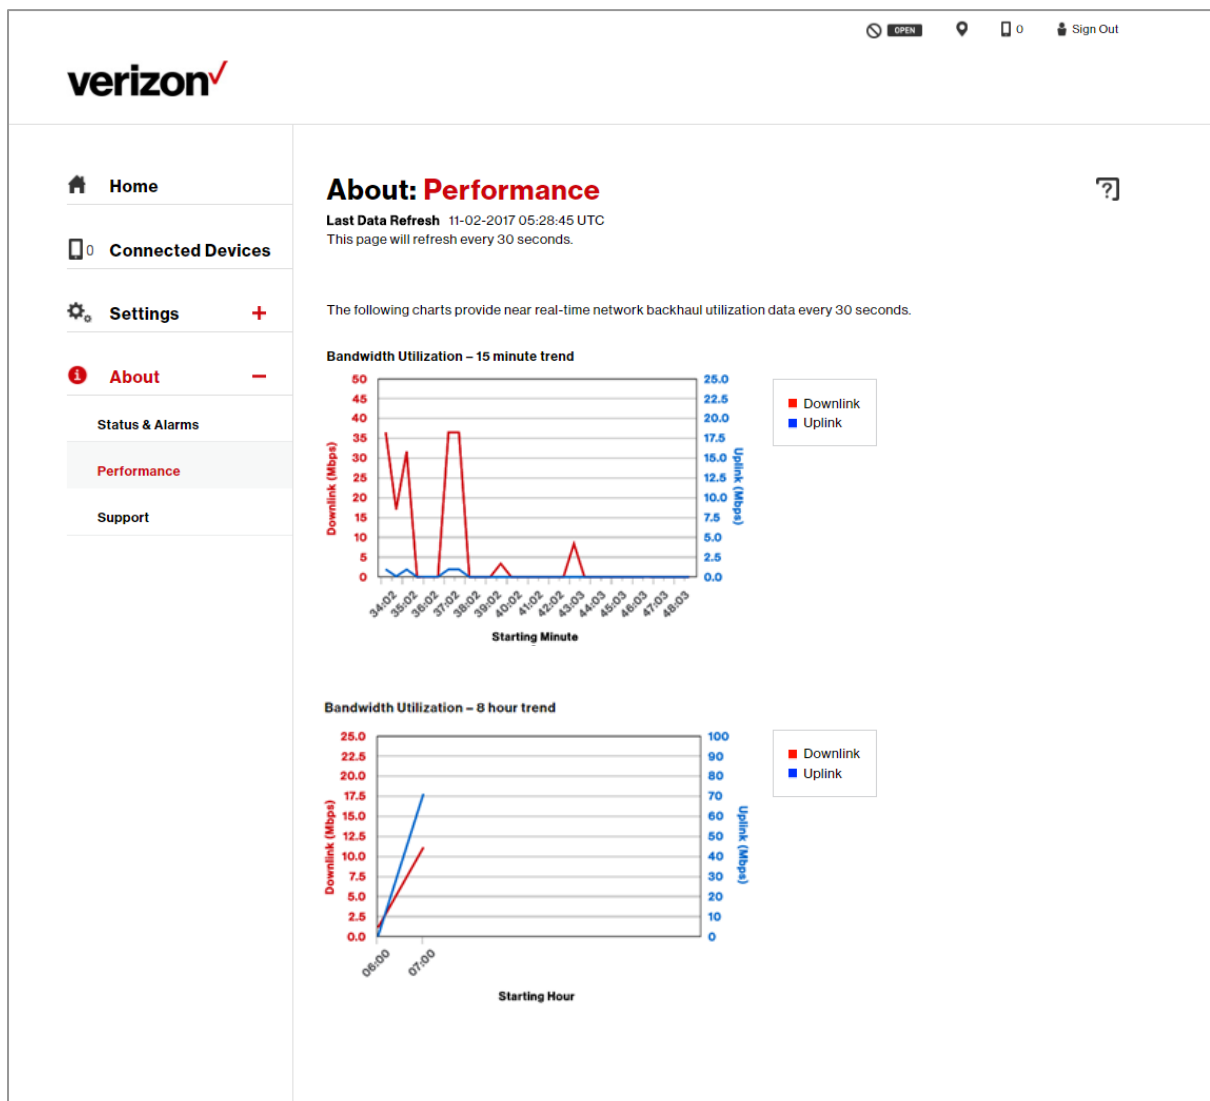 OPEN
0
Sign Out
verizon
Home
0 Connected Devices
Settings +
About −
Status & Alarms
Performance
Support
About: Performance
?
Last Data Refresh 11-02-2017 05:28:45 UTC
This page will refresh every 30 seconds.
The following charts provide near real-time network backhaul utilization data every 30 seconds.
Bandwidth Utilization – 15 minute trend
50
45
40
35
30
25
20
15
10
5
0
Downlink (Mbps)
25.0
22.5
20.0
17.5
15.0
12.5
10.0
7.5
5.0
2.5
0.0
Uplink (Mbps)
34:02
35:02
36:02
37:02
38:02
39:02
40:02
41:02
42:02
43:03
44:03
45:03
46:03
47:03
48:03
Starting Minute
Downlink
Uplink
Bandwidth Utilization – 8 hour trend
25.0
22.5
20.0
17.5
15.0
12.5
10.0
7.5
5.0
2.5
0.0
Downlink (Mbps)
100
90
80
70
60
50
40
30
20
10
0
Uplink (Mbps)
06:00
07:00
Starting Hour
Downlink
Uplink